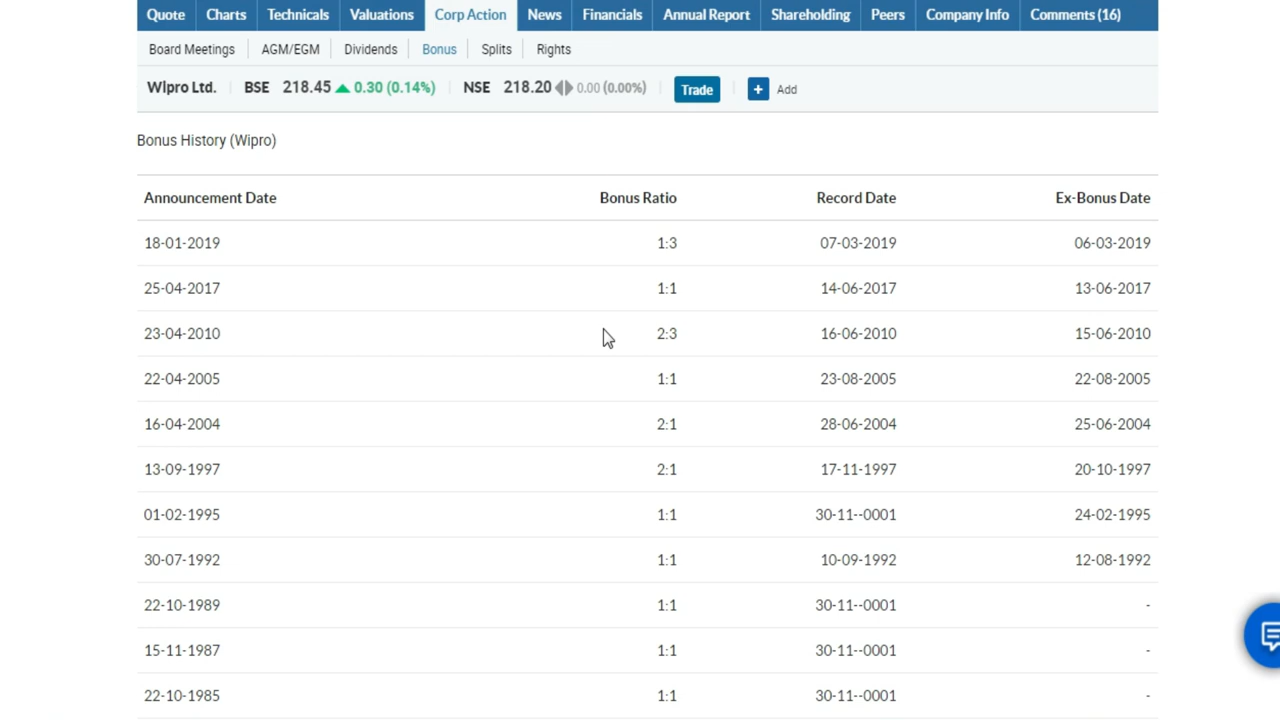 Quote Charts Technicals Valuations Corp Action News Financials Annual Report Shareholding Peers Company Info Comments (16)
Board Meetings AGM/EGM Dividends Bonus Splits Rights
Wipro Ltd. BSE 218.45 0.30 (0.14%) NSE 218.20 0.00 (0.00%) Trade + Add
Bonus History (Wipro)
Announcement Date Bonus Ratio Record Date Ex-Bonus Date
18-01-2019 1:3 07-03-2019 06-03-2019
25-04-2017 1:1 14-06-2017 13-06-2017
23-04-2010 2:3 16-06-2010 15-06-2010
22-04-2005 1:1 23-08-2005 22-08-2005
16-04-2004 2:1 28-06-2004 25-06-2004
13-09-1997 2:1 17-11-1997 20-10-1997
01-02-1995 1:1 30-11--0001 24-02-1995
30-07-1992 1:1 10-09-1992 12-08-1992
22-10-1989 1:1 30-11--0001 -
15-11-1987 1:1 30-11--0001 -
22-10-1985 1:1 30-11--0001 -